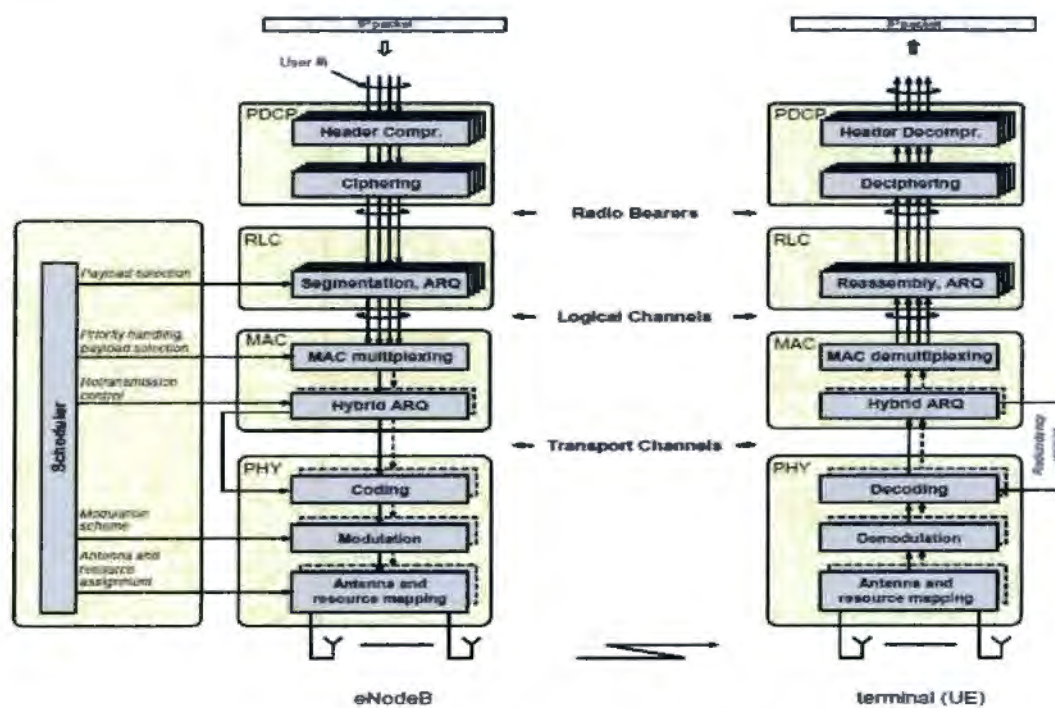 IP packet
User #i
PDCP
Header Compr.
Ciphering
RLC
Payload selection
Segmentation, ARQ
MAC
Priority handling,
payload selection
MAC multiplexing
Retransmission
control
Hybrid ARQ
Scheduler
PHY
Coding
Modulation
scheme
Modulation
Antenna and
resource
assignment
Antenna and
resource mapping
eNodeB
Radio Bearers
Logical Channels
Transport Channels
IP packet
PDCP
Header Decompr.
Deciphering
RLC
Reassembly, ARQ
MAC
MAC demultiplexing
Hybrid ARQ
Redundancy
PHY
Decoding
Demodulation
Antenna and
resource mapping
terminal (UE)